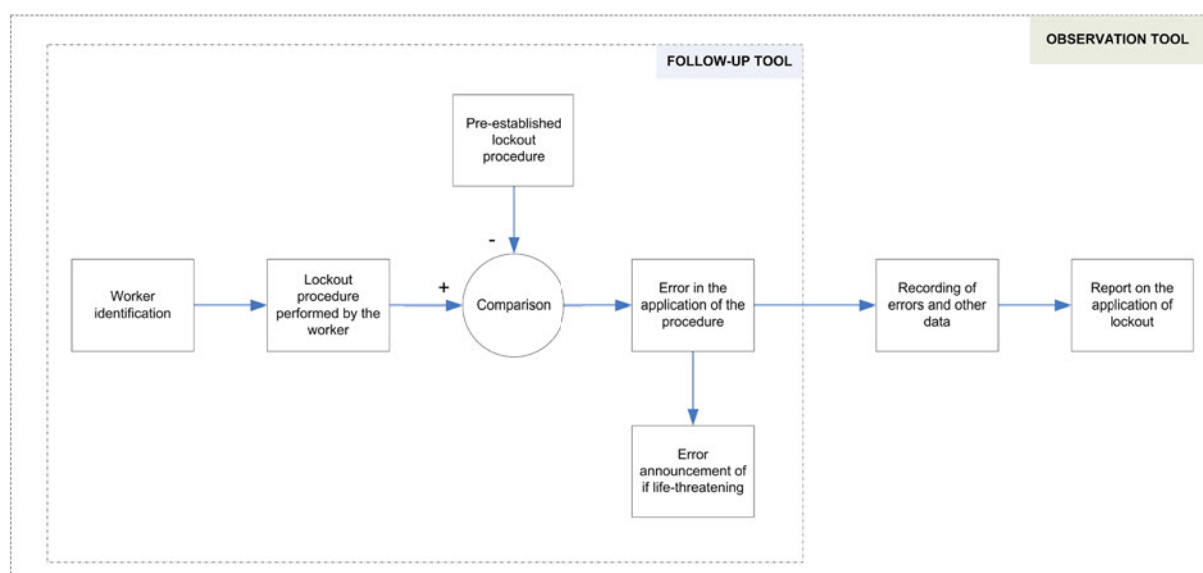 OBSERVATION TOOL
FOLLOW-UP TOOL
Pre-established
lockout
procedure
-
+
Worker
identification
Lockout
procedure
performed by the
worker
Comparison
Error in the
application of the
procedure
Recording of
errors and other
data
Report on the
application of
lockout
Error
announcement of
if life-threatening